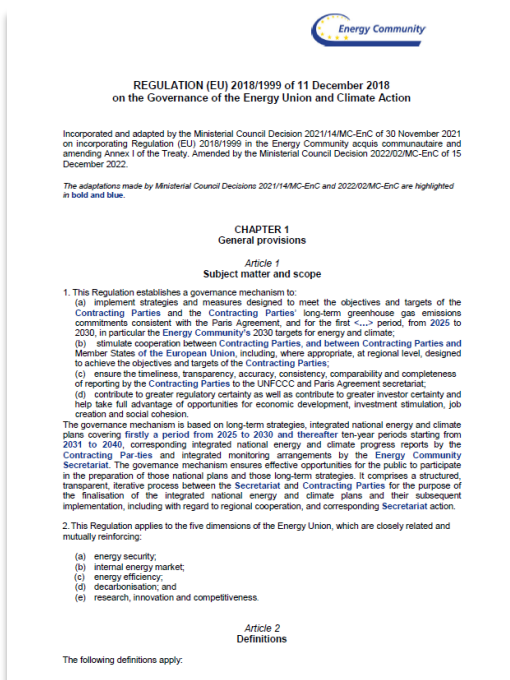 Energy Community
REGULATION (EU) 2018/1999 of 11 December 2018
on the Governance of the Energy Union and Climate Action
Incorporated and adapted by the Ministerial Council Decision 2021/14/MC-EnC of 30 November 2021
on incorporating Regulation (EU) 2018/1999 in the Energy Community acquis communautaire and
amending Annex I of the Treaty. Amended by the Ministerial Council Decision 2022/02/MC-EnC of 15
December 2022.
The adaptations made by Ministerial Council Decisions 2021/14/MC-EnC and 2022/02/MC-EnC are highlighted
in bold and blue.
CHAPTER 1
General provisions
Article 1
Subject matter and scope
1. This Regulation establishes a governance mechanism to:
(a) implement strategies and measures designed to meet the objectives and targets of the
Contracting Parties and the Contracting Parties' long-term greenhouse gas emissions
commitments consistent with the Paris Agreement, and for the first <...> period, from 2025 to
2030, in particular the Energy Community's 2030 targets for energy and climate;
(b) stimulate cooperation between Contracting Parties, and between Contracting Parties and
Member States of the European Union, including, where appropriate, at regional level, designed
to achieve the objectives and targets of the Contracting Parties;
(c) ensure the timeliness, transparency, accuracy, consistency, comparability and completeness
of reporting by the Contracting Parties to the UNFCCC and Paris Agreement secretariat;
(d) contribute to greater regulatory certainty as well as contribute to greater investor certainty and
help take full advantage of opportunities for economic development, investment stimulation, job
creation and social cohesion.
The governance mechanism is based on long-term strategies, integrated national energy and climate
plans covering firstly a period from 2025 to 2030 and thereafter ten-year periods starting from
2031 to 2040, corresponding integrated national energy and climate progress reports by the
Contracting Par-ties and integrated monitoring arrangements by the Energy Community
Secretariat. The governance mechanism ensures effective opportunities for the public to participate
in the preparation of those national plans and those long-term strategies. It comprises a structured,
transparent, iterative process between the Secretariat and Contracting Parties for the purpose of
the finalisation of the integrated national energy and climate plans and their subsequent
implementation, including with regard to regional cooperation, and corresponding Secretariat action.
2. This Regulation applies to the five dimensions of the Energy Union, which are closely related and
mutually reinforcing:
(a) energy security;
(b) internal energy market;
(c) energy efficiency;
(d) decarbonisation; and
(e) research, innovation and competitiveness.
Article 2
Definitions
The following definitions apply: